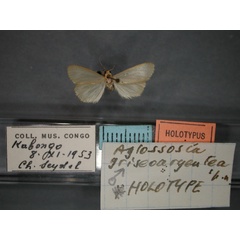 COLL. MUS. CONGO
Kabongo
8-XI-1953
Ch. Seydel
HOLOTYPUS
Aglossosia
griseoargentea
♂
HOLOTYPE